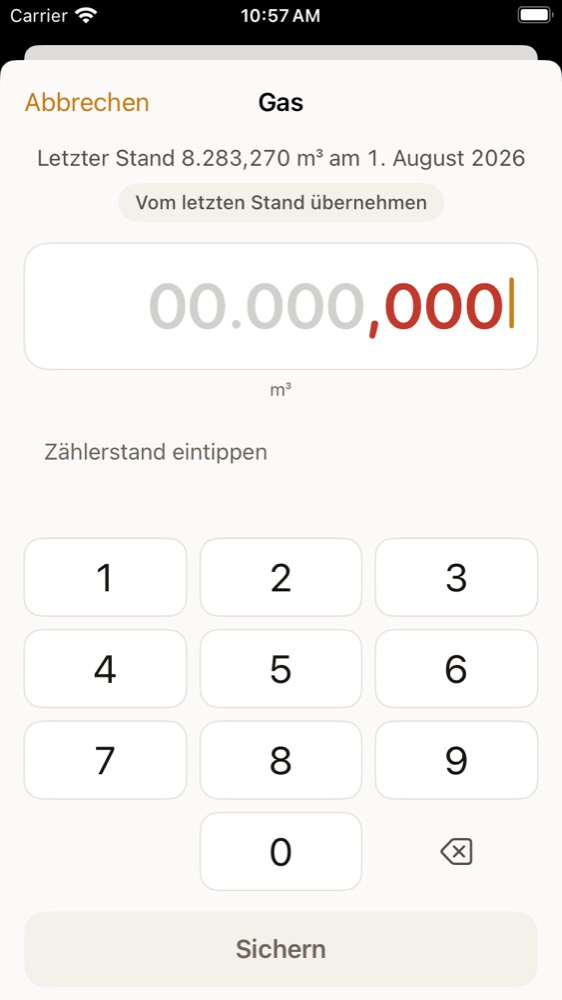 Carrier 10:57 AM
Abbrechen Gas
Letzter Stand 8.283,270 m³ am 1. August 2026
Vom letzten Stand übernehmen
00.000,000
m³
Zählerstand eintippen
1 2 3
4 5 6
7 8 9
0
Sichern